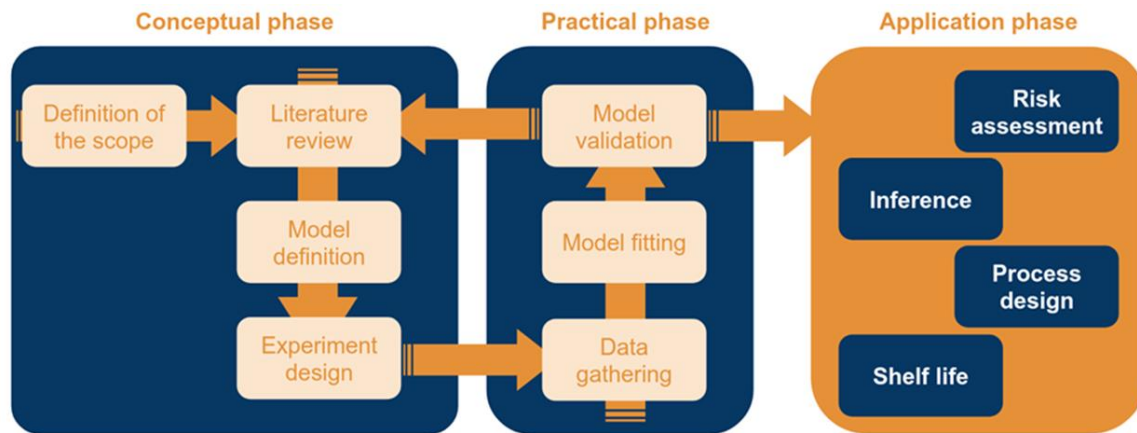 Conceptual phase
Definition of
the scope
Literature
review
Model
definition
Experiment
design
Practical phase
Model
validation
Model fitting
Data
gathering
Application phase
Risk
assessment
Inference
Process
design
Shelf life